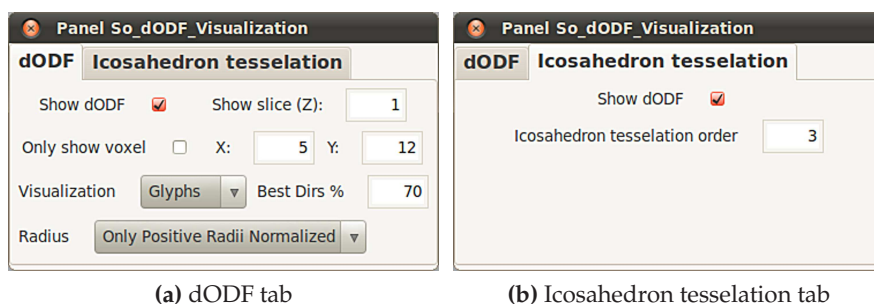 Panel So_dODF_Visualization
dODF Icosahedron tesselation
Show dODF Show slice (Z): 1
Only show voxel X: 5 Y: 12
Visualization Glyphs Best Dirs % 70
Radius Only Positive Radii Normalized
(a) dODF tab
Panel So_dODF_Visualization
dODF Icosahedron tesselation
Show dODF
Icosahedron tesselation order 3
(b) Icosahedron tesselation tab